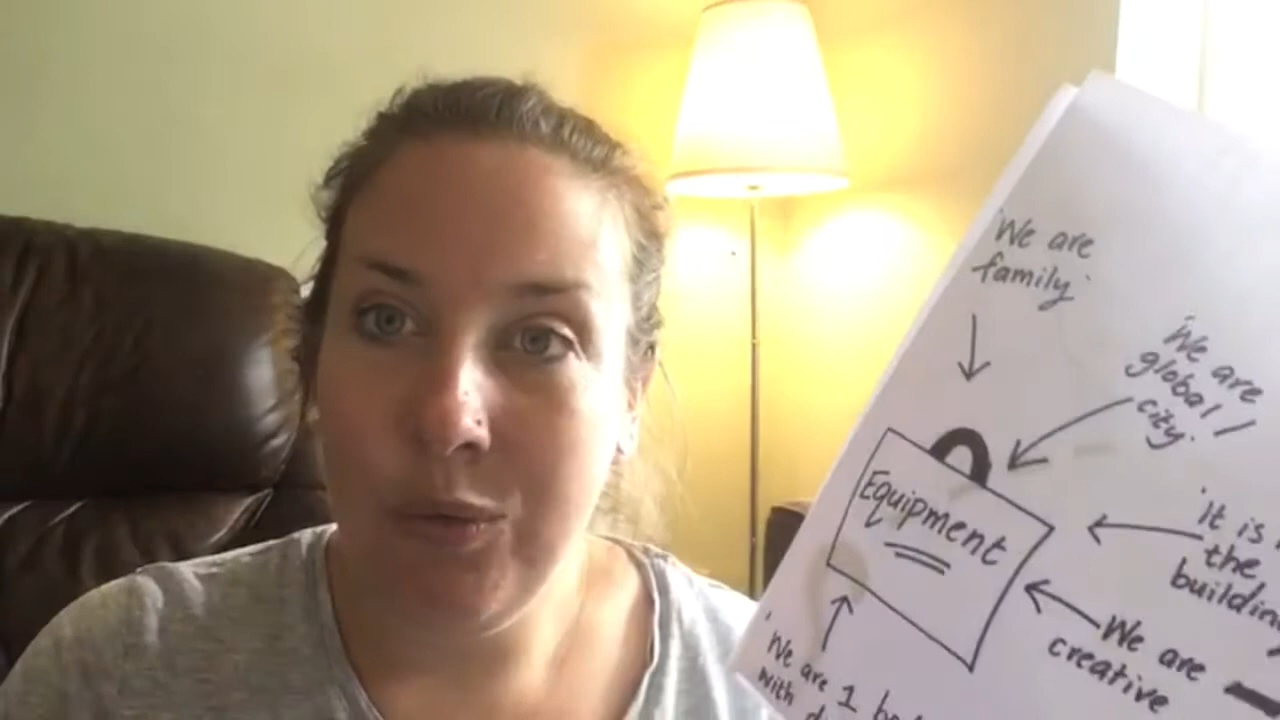 'We are
family'
'We are
global /
city'
Equipment
'it is
the
building
We are
creative
'We are 1
with